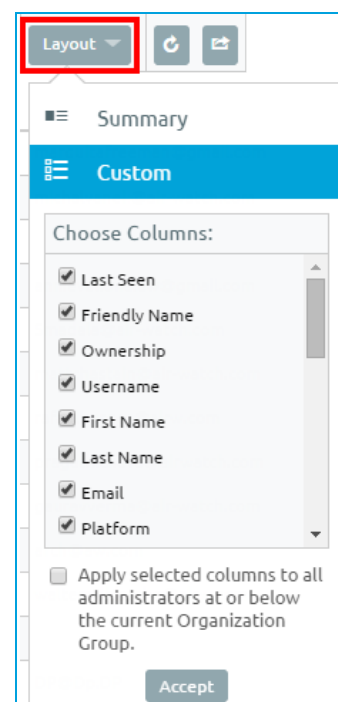 Layout
Summary
Custom
Choose Columns:
Last Seen
Friendly Name
Ownership
Username
First Name
Last Name
Email
Platform
Apply selected columns to all
administrators at or below
the current Organization
Group.
Accept